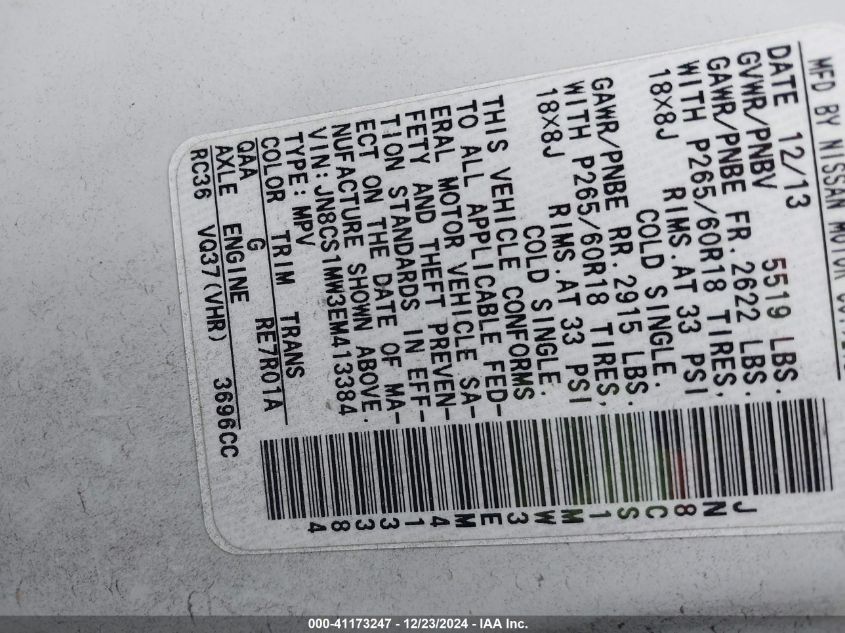 MFD BY NISSAN MOTOR
DATE 12/13
GVWR/PNBV 5519 LBS.
GAWR/PNBE FR. 2622 LBS.
WITH P265/60R18 TIRES,
18X8J RIMS.AT 33 PSI
COLD SINGLE.
GAWR/PNBE RR. 2915 LBS.
WITH P265/60R18 TIRES,
18X8J RIMS.AT 33 PSI
COLD SINGLE.
THIS VEHICLE CONFORMS
TO ALL APPLICABLE FED-
ERAL MOTOR VEHICLE SA-
FETY AND THEFT PREVEN-
TION STANDARDS IN EFF-
ECT ON THE DATE OF MA-
NUFACTURE SHOWN ABOVE.
VIN:JN8CS1MW3EM413384
TYPE:MPV
COLOR TRIM TRANS
QAA G RE7R01A
AXLE ENGINE
RC36 VQ37(VHR) 3696CC
JN8CS1MW3EM413384
000-41173247 - 12/23/2024 - IAA Inc.